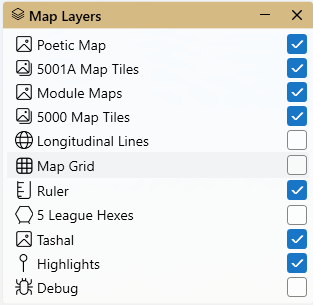 Map Layers
Poetic Map
5001A Map Tiles
Module Maps
5000 Map Tiles
Longitudinal Lines
Map Grid
Ruler
5 League Hexes
Tashal
Highlights
Debug